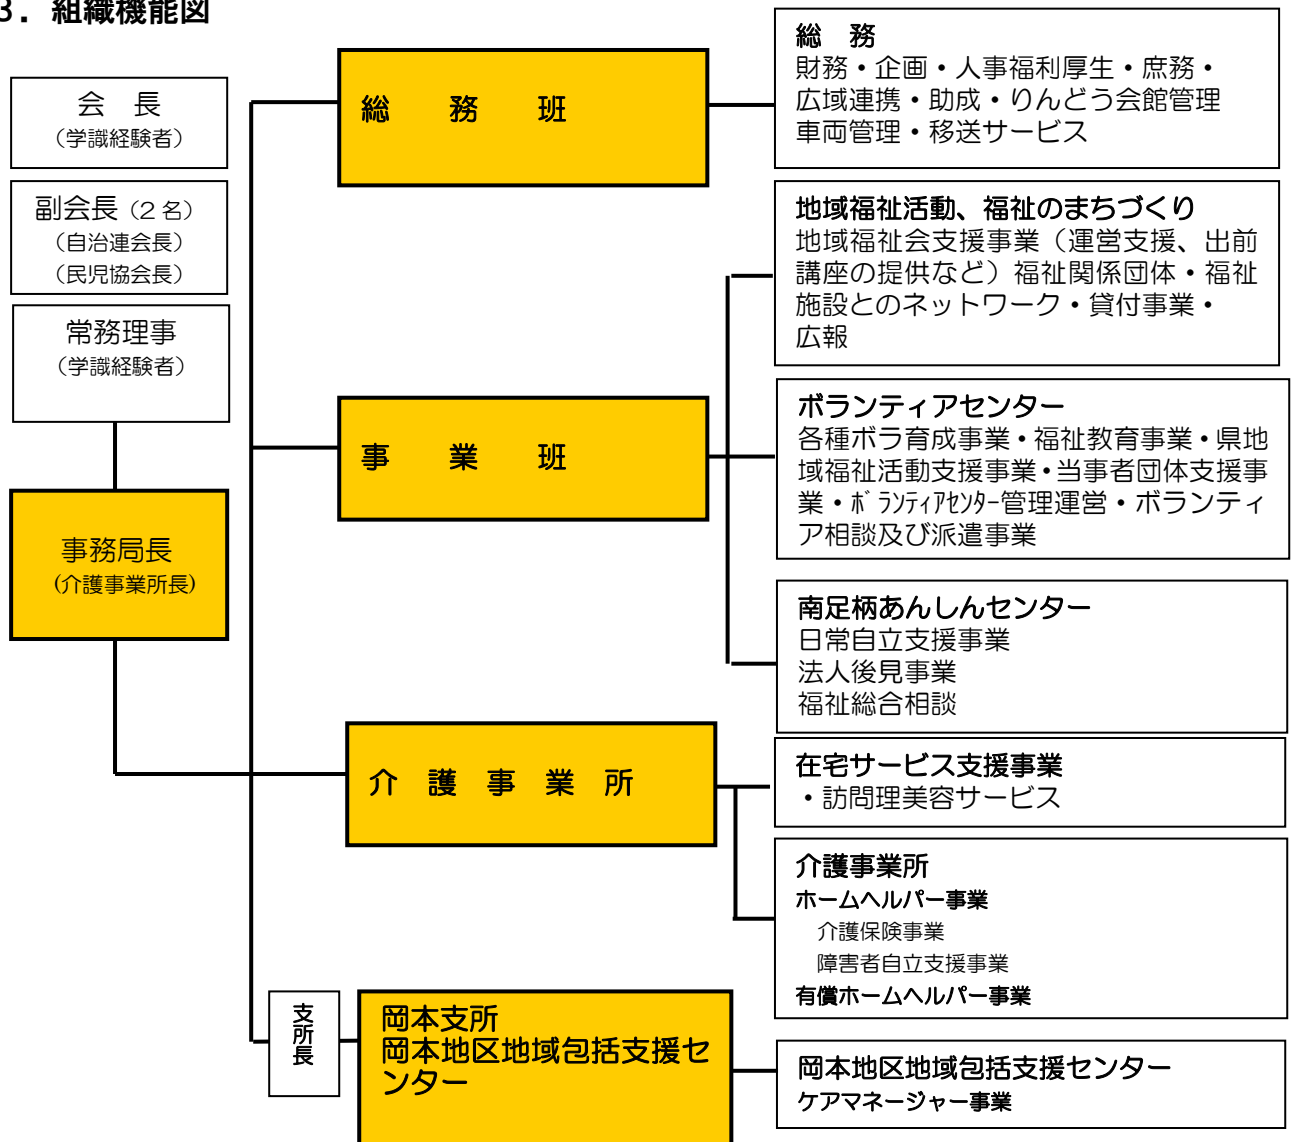 3．組織機能図
会　長
（学識経験者）
副会長（2名）
（自治連会長）
（民児協会長）
常務理事
（学識経験者）
事務局長
(介護事業所長)
総　務　班
事　業　班
介　護　事　業　所
支所長
岡本支所
岡本地区地域包括支援セ
ンター
総　務
財務・企画・人事福利厚生・庶務・
広域連携・助成・りんどう会館管理
車両管理・移送サービス
地域福祉活動、福祉のまちづくり
地域福祉会支援事業（運営支援、出前
講座の提供など）福祉関係団体・福祉
施設とのネットワーク・貸付事業・
広報
ボランティアセンター
各種ボラ育成事業・福祉教育事業・県地
域福祉活動支援事業・当事者団体支援事
業・ﾎﾞﾗﾝﾃｨｱｾﾝﾀｰ管理運営・ボランティ
ア相談及び派遣事業
南足柄あんしんセンター
日常自立支援事業
法人後見事業
福祉総合相談
在宅サービス支援事業
・訪問理美容サービス
介護事業所
ホームヘルパー事業
介護保険事業
障害者自立支援事業
有償ホームヘルパー事業
岡本地区地域包括支援センター
ケアマネージャー事業